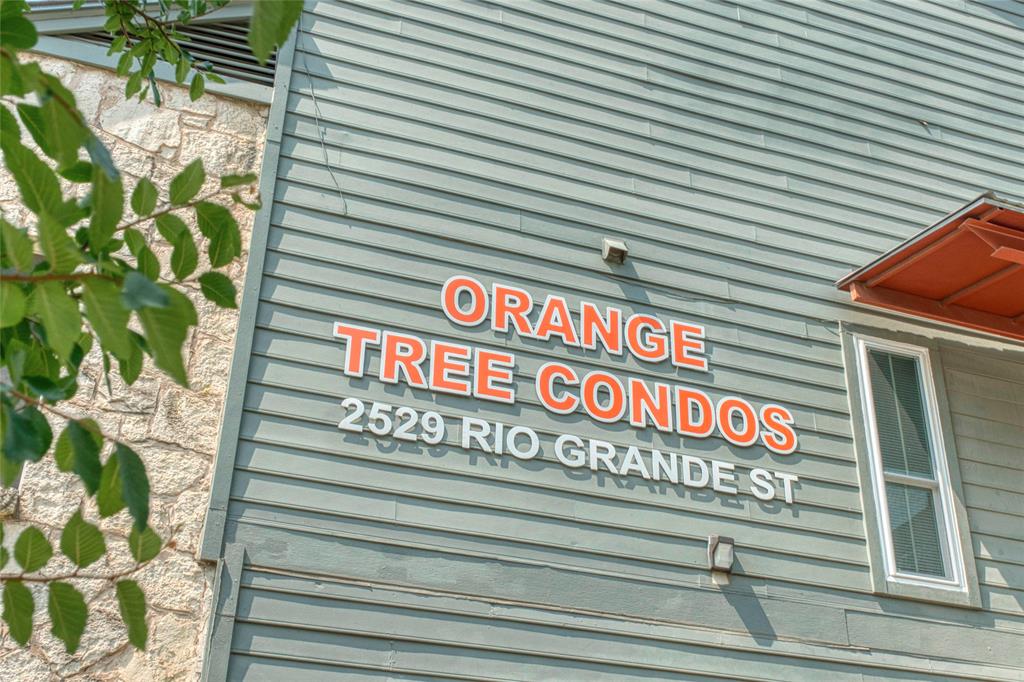 ORANGE
TREE CONDOS
2529 RIO GRANDE ST